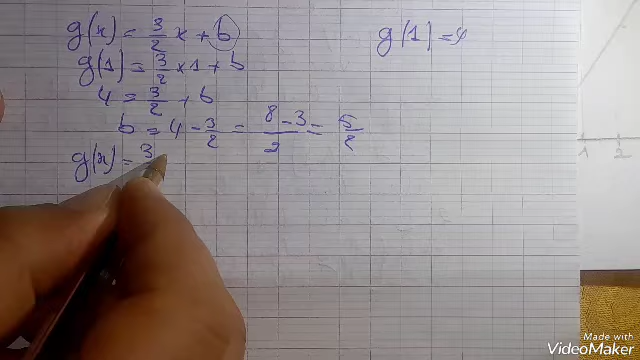 g(x) = 3/2 x + b
g(1) = 4
g(1) = 3/2 × 1 + b
4 = 3/2 + b
b = 4 - 3/2 = 8 - 3 / 2 = 5/2
g(x) = 3
1 2
Made with
VideoMaker